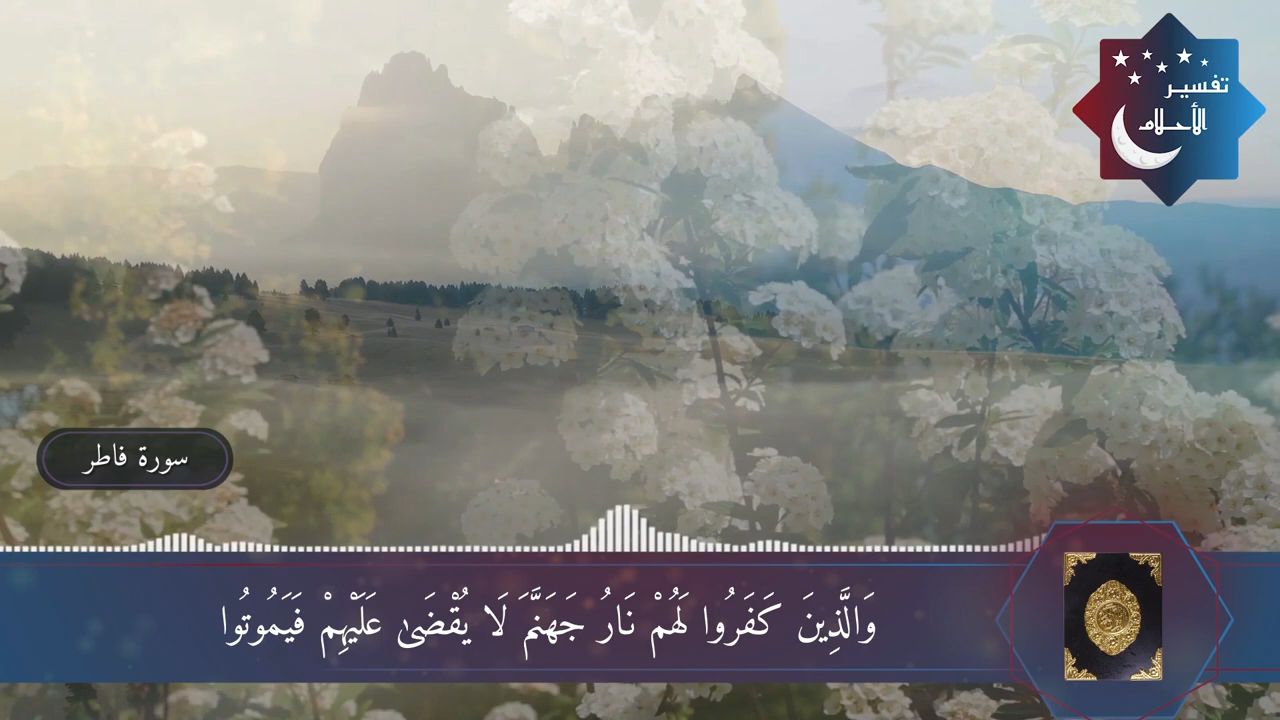 تفسير
الأحلام
سورة فاطر
وَالَّذِينَ كَفَرُوا لَهُمْ نَارُ جَهَنَّمَ لَا يُقْضَىٰ عَلَيْهِمْ فَيَمُوتُوا